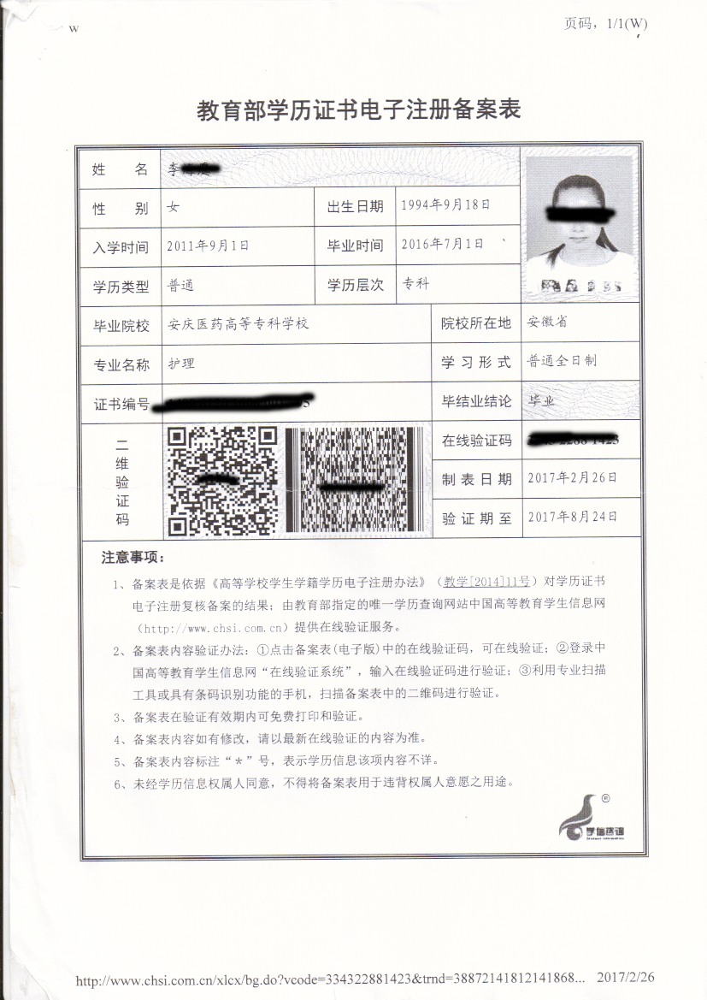 w
页码，1/1(W)
教育部学历证书电子注册备案表
姓 名 李
性 别 女 出生日期 1994年9月18日
入学时间 2011年9月1日 毕业时间 2016年7月1日
学历类型 普通 学历层次 专科
毕业院校 安庆医药高等专科学校 院校所在地 安徽省
专业名称 护理 学习形式 普通全日制
证书编号 毕结业结论 毕业
二维验证码 在线验证码
制表日期 2017年2月26日
验证期至 2017年8月24日
注意事项：
1、备案表是依据《高等学校学生学籍学历电子注册办法》（教学[2014]11号）对学历证书
电子注册复核备案的结果；由教育部指定的唯一学历查询网站中国高等教育学生信息网
（http://www.chsi.com.cn）提供在线验证服务。
2、备案表内容验证办法：①点击备案表(电子版)中的在线验证码，可在线验证；②登录中
国高等教育学生信息网“在线验证系统”，输入在线验证码进行验证；③利用专业扫描
工具或具有条码识别功能的手机，扫描备案表中的二维码进行验证。
3、备案表在验证有效期内可免费打印和验证。
4、备案表内容如有修改，请以最新在线验证的内容为准。
5、备案表内容标注“*”号，表示学历信息该项内容不详。
6、未经学历信息权属人同意，不得将备案表用于违背权属人意愿之用途。
®
学信咨询
http://www.chsi.com.cn/xlcx/bg.do?vcode=334322881423&trnd=38872141812141868... 2017/2/26